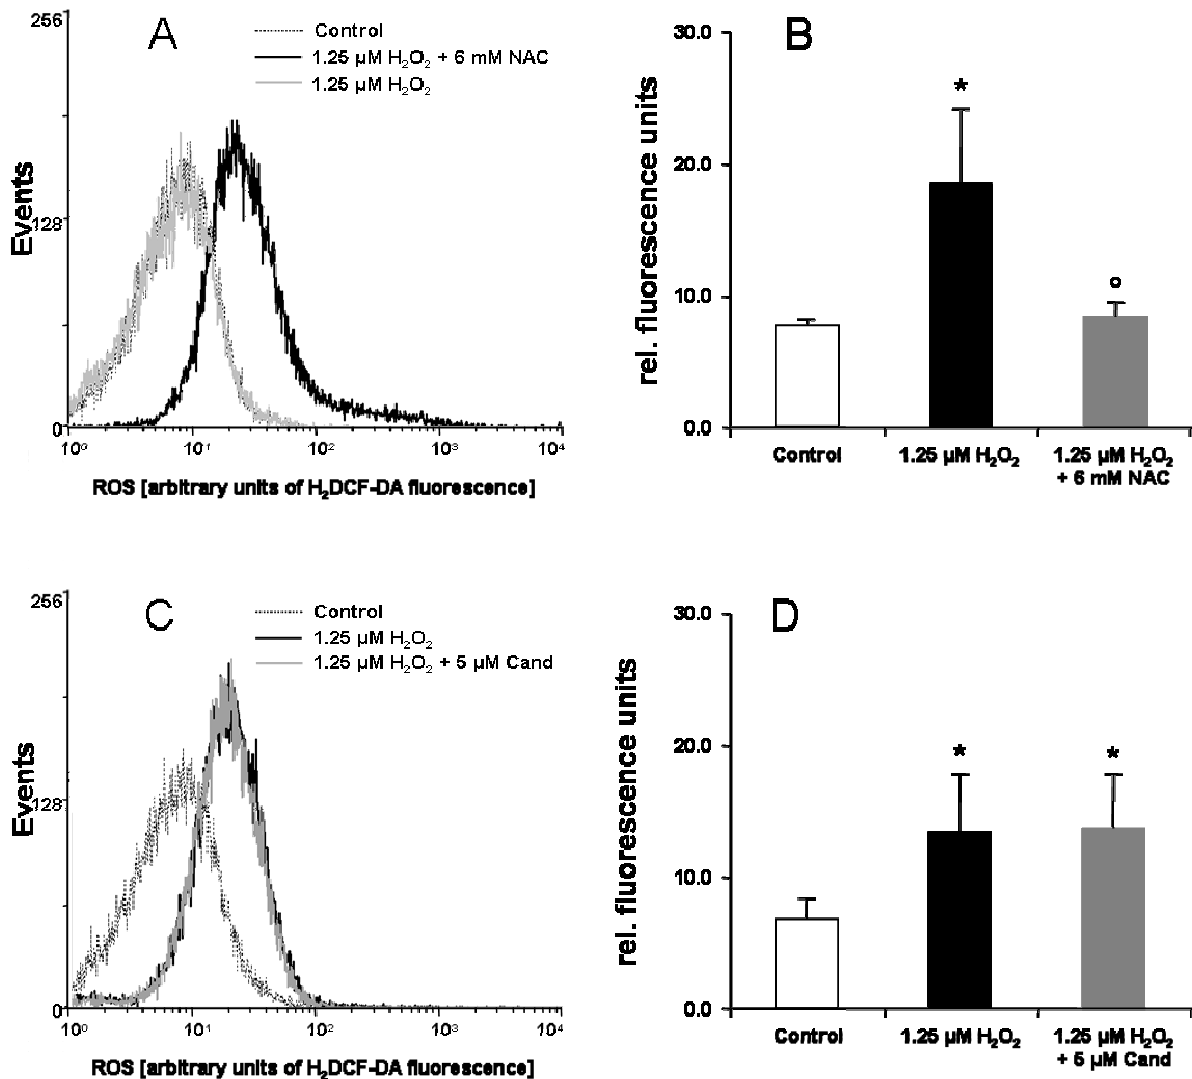 A
256
128
0
Events
Control
1.25 µM H₂O₂ + 6 mM NAC
1.25 µM H₂O₂
10⁰ 10¹ 10² 10³ 10⁴
ROS [arbitrary units of H₂DCF-DA fluorescence]
B
rel. fluorescence units
30.0
20.0
10.0
0.0
*
°
Control
1.25 µM H₂O₂
1.25 µM H₂O₂
+ 6 mM NAC
C
256
128
0
Events
Control
1.25 µM H₂O₂
1.25 µM H₂O₂ + 5 µM Cand
10⁰ 10¹ 10² 10³ 10⁴
ROS [arbitrary units of H₂DCF-DA fluorescence]
D
rel. fluorescence units
30.0
20.0
10.0
0.0
* *
Control
1.25 µM H₂O₂
1.25 µM H₂O₂
+ 5 µM Cand